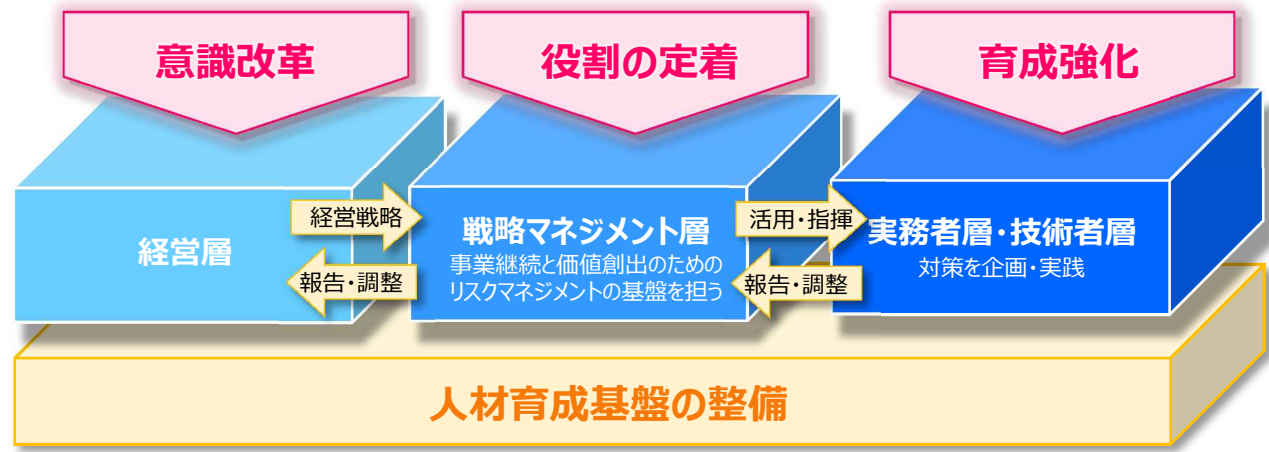 意識改革
役割の定着
育成強化
経営層
経営戦略
報告・調整
戦略マネジメント層
事業継続と価値創出のための
リスクマネジメントの基盤を担う
活用・指揮
報告・調整
実務者層・技術者層
対策を企画・実践
人材育成基盤の整備